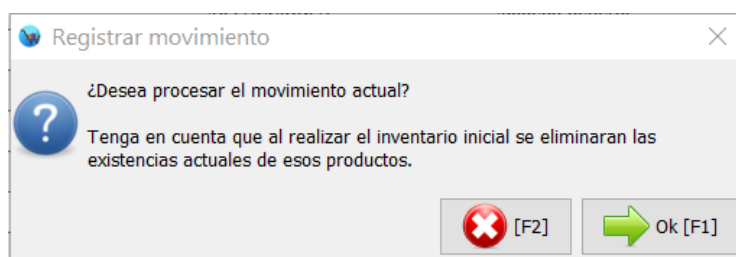 Registrar movimiento
¿Desea procesar el movimiento actual?
Tenga en cuenta que al realizar el inventario inicial se eliminaran las
existencias actuales de esos productos.
[F2]
Ok [F1]